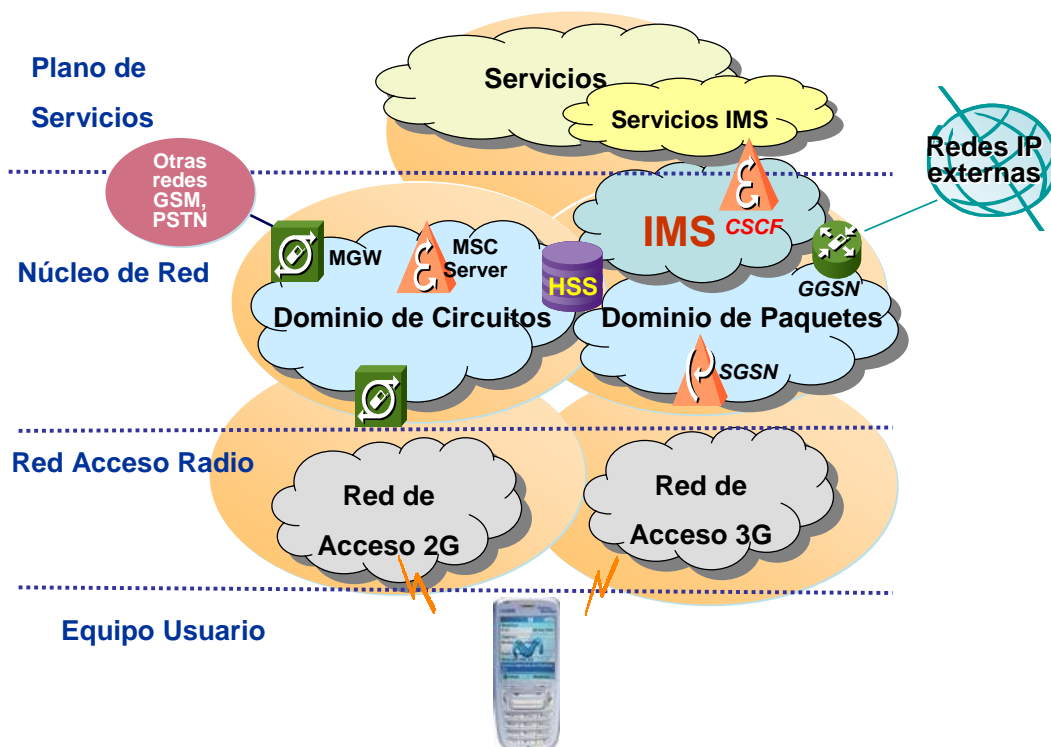 Plano de
Servicios
Servicios
Servicios IMS
Otras
redes
GSM,
PSTN
Redes IP
externas
IMS
CSCF
Núcleo de Red
MGW
MSC
Server
HSS
GGSN
Dominio de Circuitos
Dominio de Paquetes
SGSN
Red Acceso Radio
Red de
Acceso 2G
Red de
Acceso 3G
Equipo Usuario